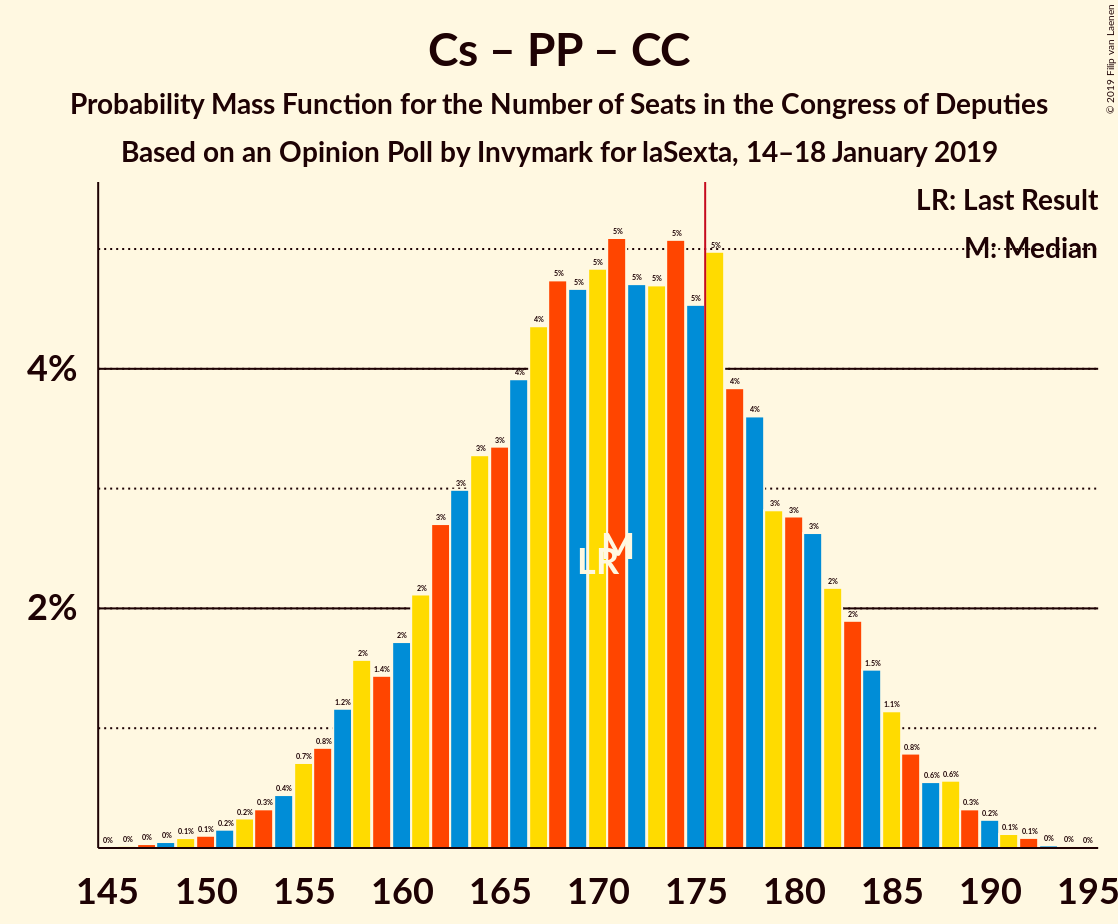 Cs – PP – CC
Probability Mass Function for the Number of Seats in the Congress of Deputies
Based on an Opinion Poll by Invymark for laSexta, 14–18 January 2019
© 2019 Filip van Laenen
LR: Last Result
M: Median
4%
2%
0% 0% 0% 0% 0.1% 0.1% 0.2% 0.2% 0.3% 0.4% 0.7% 0.8% 1.2% 2% 1.4% 2% 2% 3% 3% 3% 3% 4% 4% 5% 5% 5% 5% 5% 5% 5% 5% 5% 4% 4% 3% 3% 3% 2% 2% 1.5% 1.1% 0.8% 0.6% 0.6% 0.3% 0.2% 0.1% 0.1% 0% 0% 0%
LR M
145 150 155 160 165 170 175 180 185 190 195